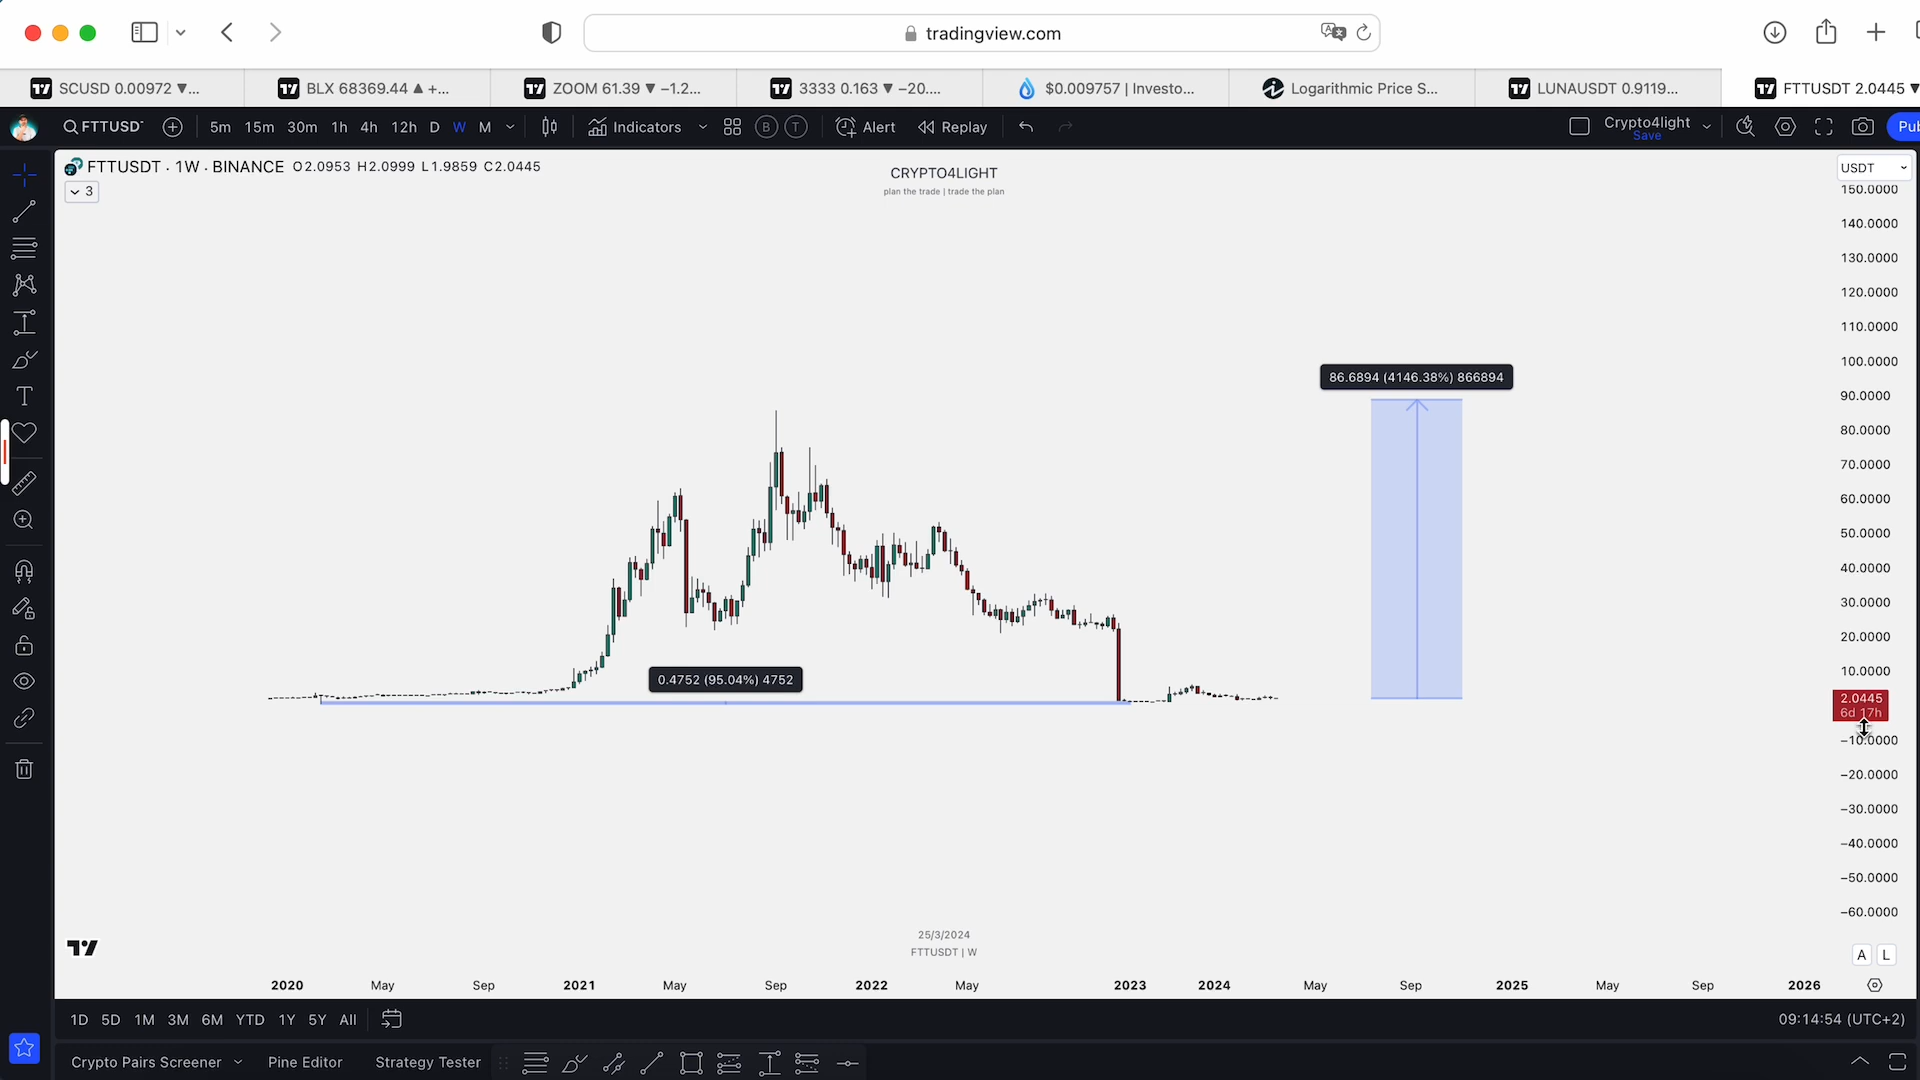 tradingview.com
SCUSD 0.00972 ▼...
BLX 68369.44 ▲ +...
ZOOM 61.39 ▼ −1.2...
3333 0.163 ▼ −20....
$0.009757 | Investo...
Logarithmic Price S...
LUNAUSDT 0.9119...
FTTUSDT 2.0445 ▼
FTTUSD
5m 15m 30m 1h 4h 12h D W M
Indicators
B T
Alert
Replay
Crypto4light
Save
Pub
FTTUSDT · 1W · BINANCE O2.0953 H2.0999 L1.9859 C2.0445
3
CRYPTO4LIGHT
plan the trade | trade the plan
USDT
150.0000
140.0000
130.0000
120.0000
110.0000
100.0000
90.0000
80.0000
70.0000
60.0000
50.0000
40.0000
30.0000
20.0000
10.0000
2.0445
6d 17h
−10.0000
−20.0000
−30.0000
−40.0000
−50.0000
−60.0000
86.6894 (4146.38%) 866894
0.4752 (95.04%) 4752
25/3/2024
FTTUSDT | W
A L
2020 May Sep 2021 May Sep 2022 May 2023 2024 May Sep 2025 May Sep 2026
1D 5D 1M 3M 6M YTD 1Y 5Y All
09:14:54 (UTC+2)
Crypto Pairs Screener
Pine Editor
Strategy Tester